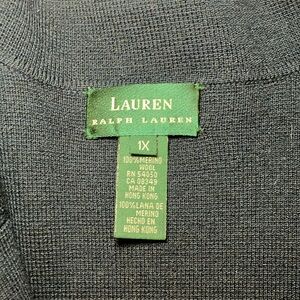 LAUREN
RALPH LAUREN
1X
100% MERINO
WOOL
RN 54050
CA 08349
MADE IN
HONG KONG
100% LANA DE
MERINO
HECHO EN
HONG KONG